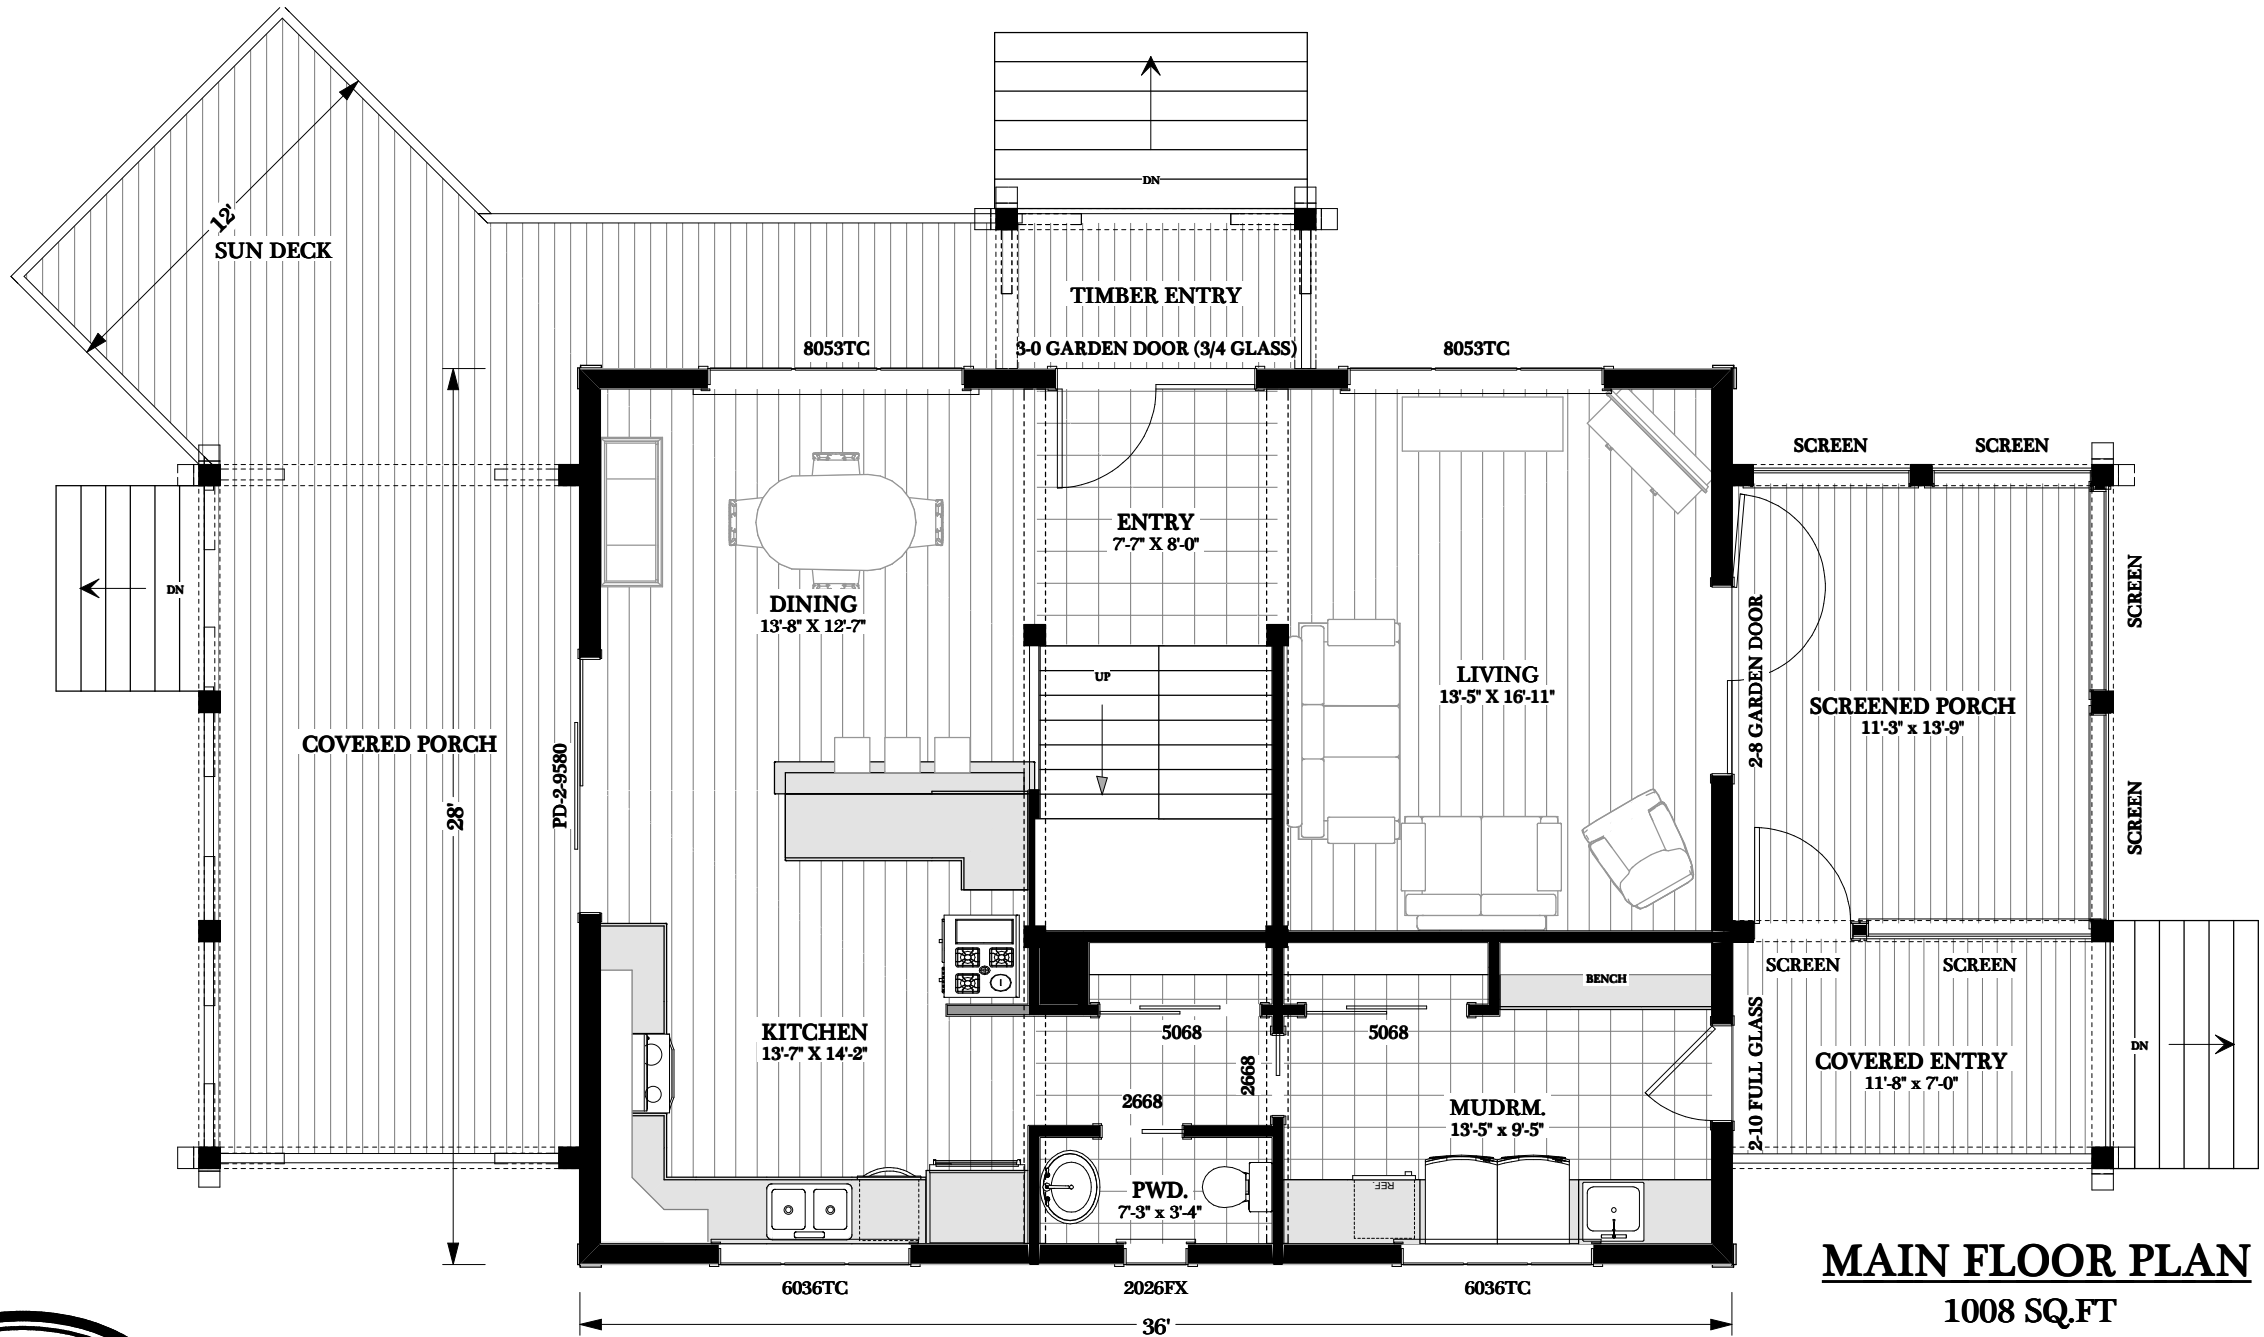 DN
12'
SUN DECK
TIMBER ENTRY
8053TC
3-0 GARDEN DOOR (3/4 GLASS)
8053TC
SCREEN
SCREEN
ENTRY
7'-7" X 8'-0"
DN
SCREEN
DINING
13'-8" X 12'-7"
UP
LIVING
13'-5" X 16'-11"
2-8 GARDEN DOOR
SCREENED PORCH
11'-3" x 13'-9"
COVERED PORCH
28'
PD-2-9580
SCREEN
SCREEN
SCREEN
BENCH
KITCHEN
13'-7" X 14'-2"
5068
5068
2668
2668
2-10 FULL GLASS
COVERED ENTRY
11'-8" x 7'-0"
DN
MUDRM.
13'-5" x 9'-5"
REF.
PWD.
7'-3" x 3'-4"
6036TC
2026FX
6036TC
36'
MAIN FLOOR PLAN
1008 SQ.FT